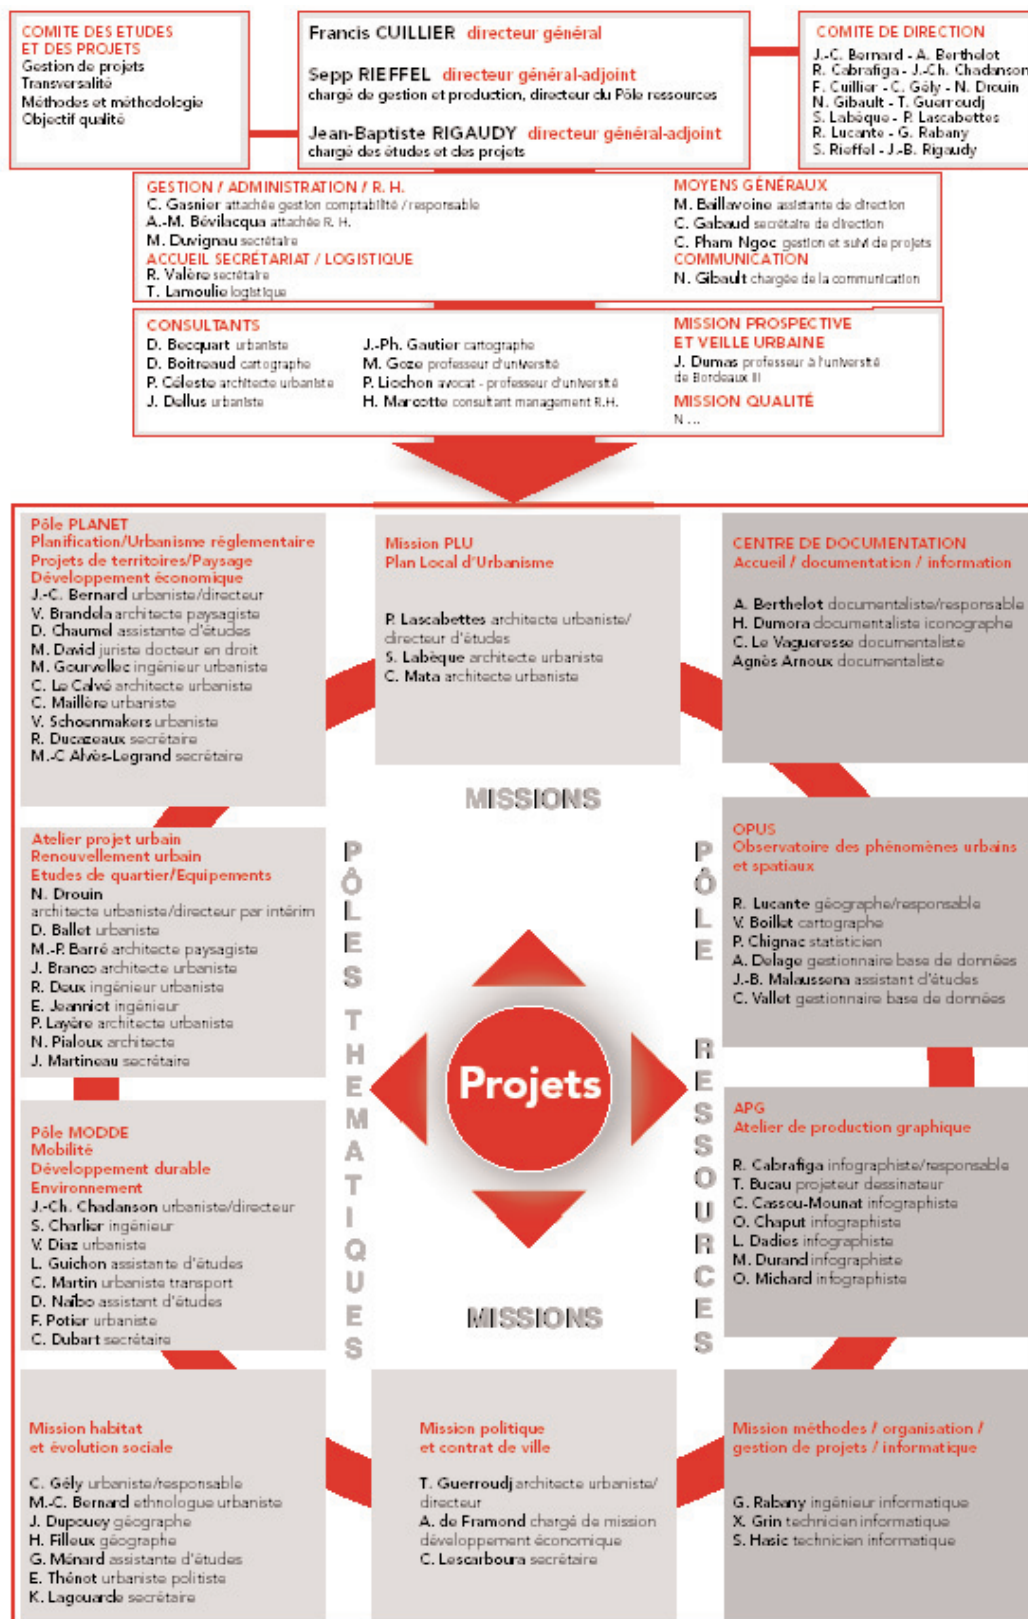 COMITE DES ETUDES
ET DES PROJETS
Gestion de projets
Transversalité
Méthodes et méthodologie
Objectif qualité
Francis CUILLIER directeur général
Sepp RIEFFEL directeur général-adjoint
chargé de gestion et production, directeur du Pôle ressources
Jean-Baptiste RIGAUDY directeur général-adjoint
chargé des études et des projets
COMITE DE DIRECTION
J.-C. Bernard - A. Berthelot
R. Cabrafiga - J.-Ch. Chadanson
F. Cuillier - C. Gély - N. Drouin
N. Gibault - T. Guerroudj
S. Labèque - P. Lascabettes
R. Lucante - G. Rabany
S. Rieffel - J.-B. Rigaudy
GESTION / ADMINISTRATION / R. H.
C. Gasnier attachée gestion comptabilité / responsable
A.-M. Bévilacqua attachée R. H.
M. Duvignau secrétaire
ACCUEIL SECRÉTARIAT / LOGISTIQUE
R. Valère secrétaire
T. Lamoulie logistique
MOYENS GÉNÉRAUX
M. Baillavoine assistante de direction
C. Gabaud secrétaire de direction
C. Pham Ngoc gestion et suivi de projets
COMMUNICATION
N. Gibault chargée de la communication
CONSULTANTS
D. Becquart urbaniste
D. Boitreaud cartographe
P. Céleste architecte urbaniste
J. Dellus urbaniste
J.-Ph. Gautier cartographe
M. Goze professeur d'université
P. Liochon avocat - professeur d'université
H. Marcotte consultant management R.H.
MISSION PROSPECTIVE
ET VEILLE URBAINE
J. Dumas professeur à l'université
de Bordeaux III
MISSION QUALITÉ
N ...
Pôle PLANET
Planification/Urbanisme réglementaire
Projets de territoires/Paysage
Développement économique
J.-C. Bernard urbaniste/directeur
V. Brandela architecte paysagiste
D. Chaumel assistante d'études
M. David juriste docteur en droit
M. Gourvellec ingénieur urbaniste
C. Le Calvé architecte urbaniste
C. Maillère urbaniste
V. Schoenmakers urbaniste
R. Ducazeaux secrétaire
M.-C Alvès-Legrand secrétaire
Mission PLU
Plan Local d'Urbanisme
P. Lascabettes architecte urbaniste/
directeur d'études
S. Labèque architecte urbaniste
C. Mata architecte urbaniste
CENTRE DE DOCUMENTATION
Accueil / documentation / information
A. Berthelot documentaliste/responsable
H. Dumora documentaliste iconographe
C. Le Vagueresse documentaliste
Agnès Arnoux documentaliste
MISSIONS
Atelier projet urbain
Renouvellement urbain
Etudes de quartier/Equipements
N. Drouin
architecte urbaniste/directeur par intérim
D. Ballet urbaniste
M.-P. Barré architecte paysagiste
J. Branco architecte urbaniste
R. Deux ingénieur urbaniste
E. Jeanniot ingénieur
P. Layère architecte urbaniste
N. Pialoux architecte
J. Martineau secrétaire
PÔLES THEMATIQUES
Projets
PÔLE RESSOURCES
OPUS
Observatoire des phénomènes urbains
et spatiaux
R. Lucante géographe/responsable
V. Boillet cartographe
P. Chignac statisticien
A. Delage gestionnaire base de données
J.-B. Malaussena assistant d'études
C. Vallet gestionnaire base de données
Pôle MODDE
Mobilité
Développement durable
Environnement
J.-Ch. Chadanson urbaniste/directeur
S. Charlier ingénieur
V. Diaz urbaniste
L. Guichon assistante d'études
C. Martin urbaniste transport
D. Naïbo assistant d'études
F. Potier urbaniste
C. Dubart secrétaire
APG
Atelier de production graphique
R. Cabrafiga infographiste/responsable
T. Bucau projeteur dessinateur
C. Cassou-Mounat infographiste
O. Chaput infographiste
L. Dadies infographiste
M. Durand infographiste
O. Michard infographiste
MISSIONS
Mission habitat
et évolution sociale
C. Gély urbaniste/responsable
M.-C. Bernard ethnologue urbaniste
J. Dupouey géographe
H. Filleux géographe
G. Ménard assistante d'études
E. Thénot urbaniste politiste
K. Lagouarde secrétaire
Mission politique
et contrat de ville
T. Guerroudj architecte urbaniste/
directeur
A. de Framond chargé de mission
développement économique
C. Lescarboura secrétaire
Mission méthodes / organisation /
gestion de projets / informatique
G. Rabany ingénieur informatique
X. Grin technicien informatique
S. Hasic technicien informatique